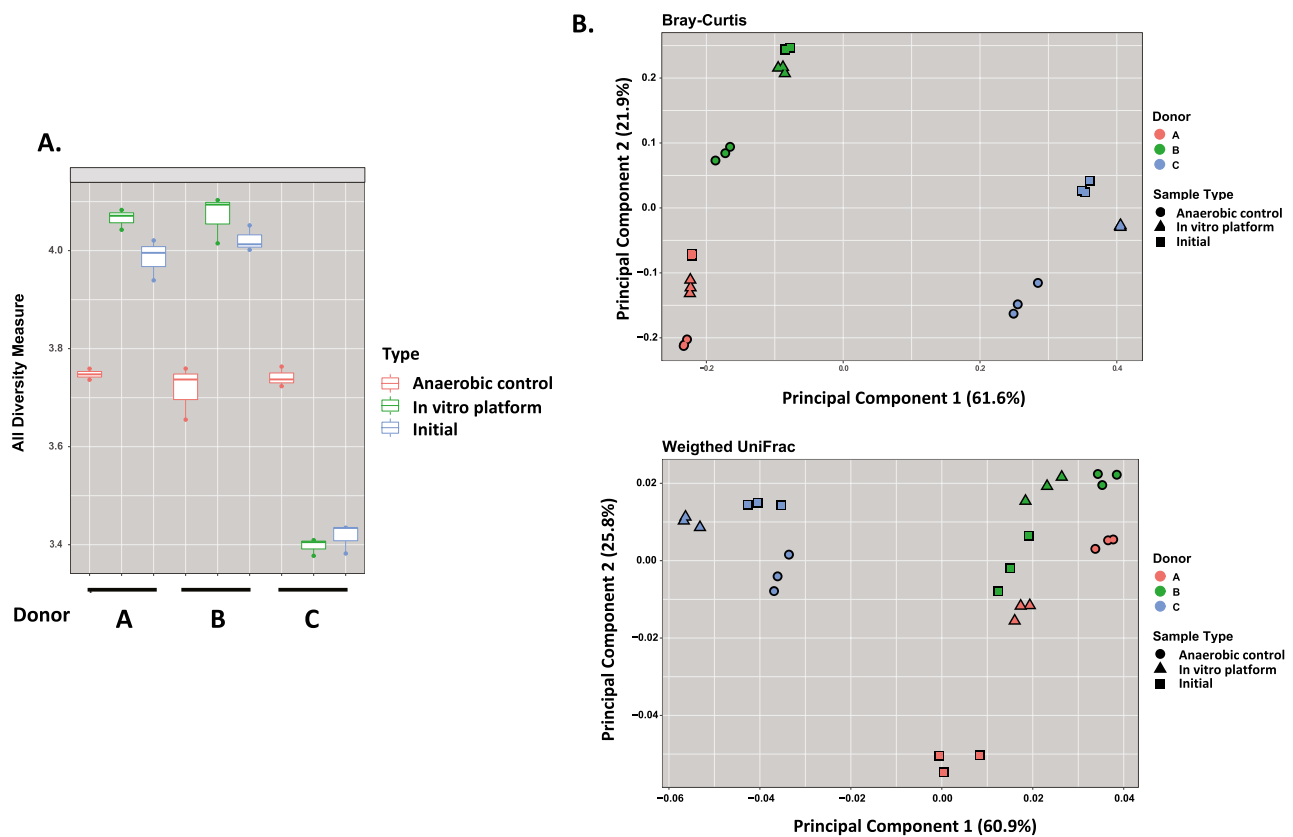 A.
All Diversity Measure
4.0
3.8
3.6
3.4
Donor
A
B
C
Type
Anaerobic control
In vitro platform
Initial
B.
Bray-Curtis
Principal Component 2 (21.9%)
0.2
0.1
0.0
−0.1
−0.2
−0.2
0.0
0.2
0.4
Principal Component 1 (61.6%)
Donor
A
B
C
Sample Type
Anaerobic control
In vitro platform
Initial
Weigthed UniFrac
Principal Component 2 (25.8%)
0.02
0.00
−0.02
−0.04
−0.06
−0.04
−0.02
0.00
0.02
0.04
Principal Component 1 (60.9%)
Donor
A
B
C
Sample Type
Anaerobic control
In vitro platform
Initial